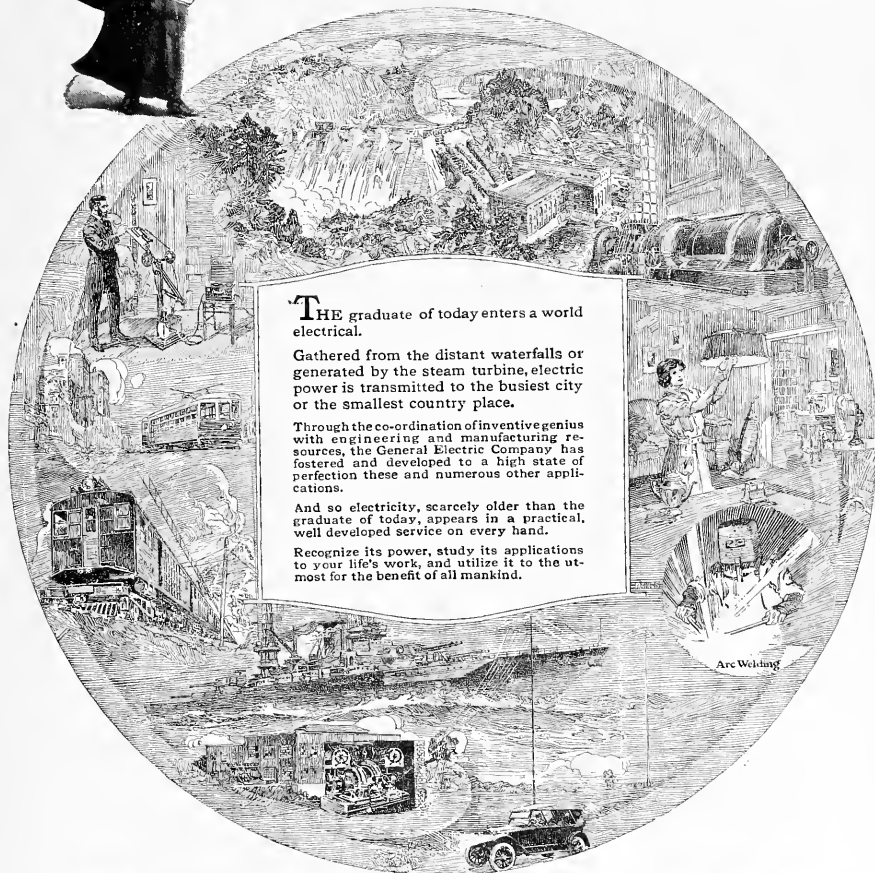 THE graduate of today enters a world
electrical.
Gathered from the distant waterfalls or
generated by the steam turbine, electric
power is transmitted to the busiest city
or the smallest country place.
Through the co-ordination of inventive genius
with engineering and manufacturing re-
sources, the General Electric Company has
fostered and developed to a high state of
perfection these and numerous other appli-
cations.
And so electricity, scarcely older than the
graduate of today, appears in a practical,
well developed service on every hand.
Recognize its power, study its applications
to your life's work, and utilize it to the ut-
most for the benefit of all mankind.
Arc Welding